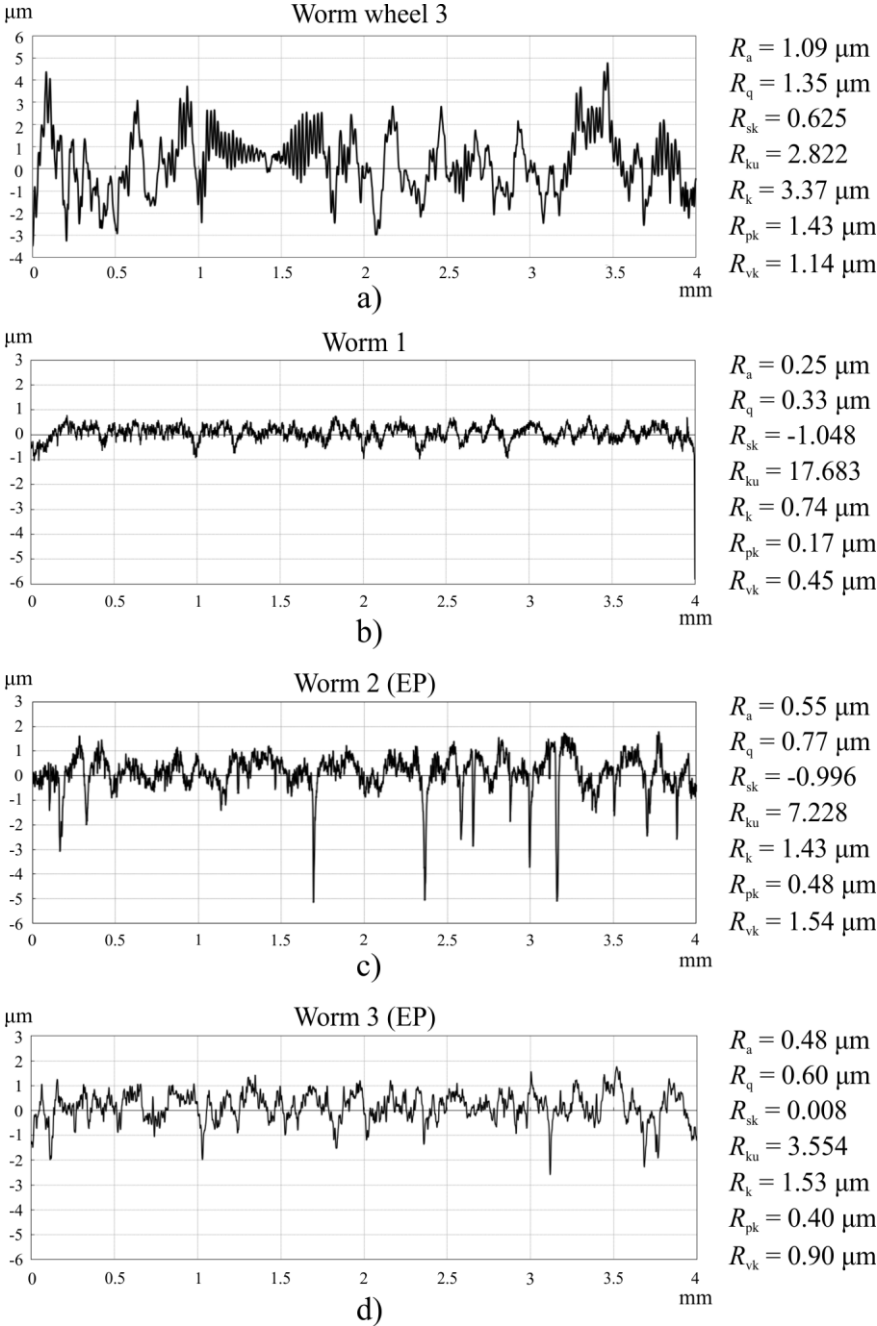 μm
Worm wheel 3
6
5
4
3
2
1
0
-1
-2
-3
-4
0 0.5 1 1.5 2 2.5 3 3.5 4
mm
a)
Ra = 1.09 μm
Rq = 1.35 μm
Rsk = 0.625
Rku = 2.822
Rk = 3.37 μm
Rpk = 1.43 μm
Rvk = 1.14 μm
μm
Worm 1
3
2
1
0
-1
-2
-3
-4
-5
-6
0 0.5 1 1.5 2 2.5 3 3.5 4
mm
b)
Ra = 0.25 μm
Rq = 0.33 μm
Rsk = -1.048
Rku = 17.683
Rk = 0.74 μm
Rpk = 0.17 μm
Rvk = 0.45 μm
μm
Worm 2 (EP)
3
2
1
0
-1
-2
-3
-4
-5
-6
0 0.5 1 1.5 2 2.5 3 3.5 4
mm
c)
Ra = 0.55 μm
Rq = 0.77 μm
Rsk = -0.996
Rku = 7.228
Rk = 1.43 μm
Rpk = 0.48 μm
Rvk = 1.54 μm
μm
Worm 3 (EP)
3
2
1
0
-1
-2
-3
-4
-5
-6
0 0.5 1 1.5 2 2.5 3 3.5 4
mm
d)
Ra = 0.48 μm
Rq = 0.60 μm
Rsk = 0.008
Rku = 3.554
Rk = 1.53 μm
Rpk = 0.40 μm
Rvk = 0.90 μm